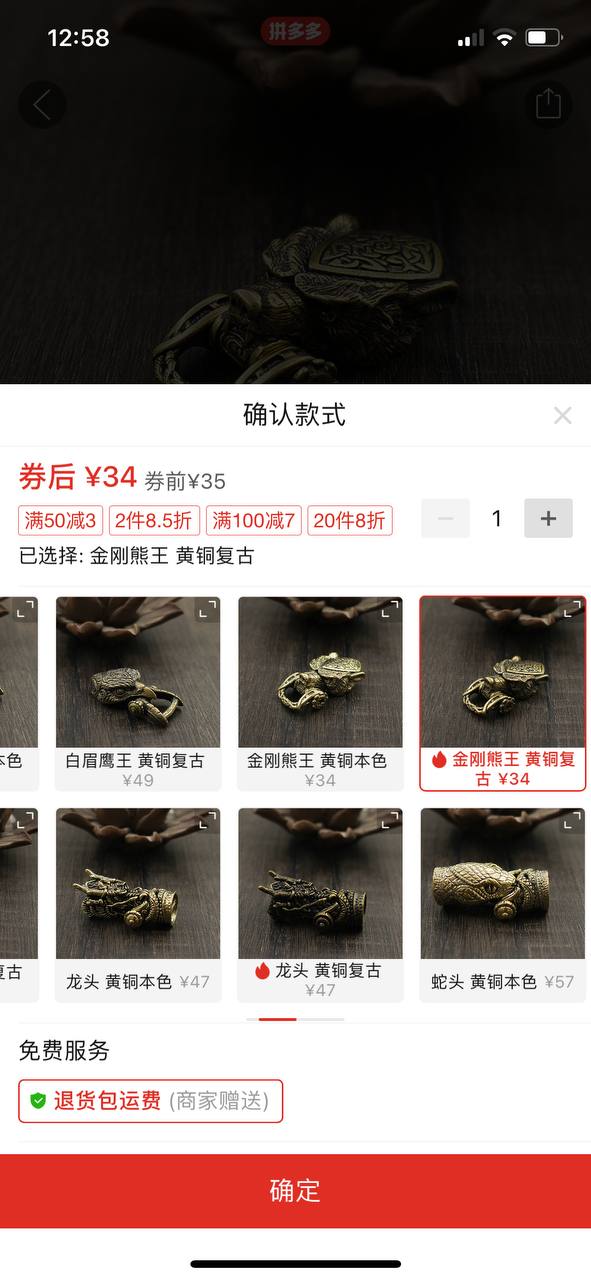 12:58
拼多多
确认款式
券后 ¥34 券前¥35
满50减3 2件8.5折 满100减7 20件8折
1
已选择: 金刚熊王 黄铜复古
本色
白眉鹰王 黄铜复古
¥49
金刚熊王 黄铜本色
¥34
金刚熊王 黄铜复
古 ¥34
复古
龙头 黄铜本色 ¥47
龙头 黄铜复古
¥47
蛇头 黄铜本色 ¥57
免费服务
退货包运费 (商家赠送)
确定